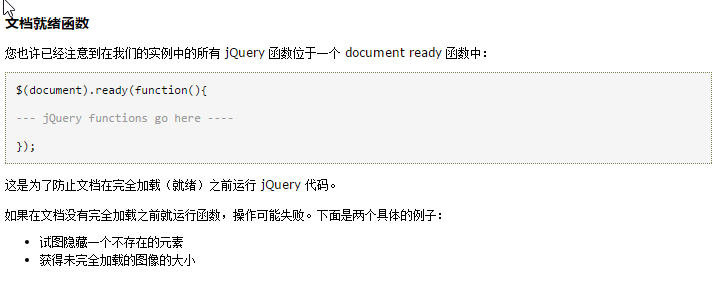 文档就绪函数
您也许已经注意到在我们的实例中的所有 jQuery 函数位于一个 document ready 函数中：
$(document).ready(function(){
--- jQuery functions go here ----
});
这是为了防止文档在完全加载（就绪）之前运行 jQuery 代码。
如果在文档没有完全加载之前就运行函数，操作可能失败。下面是两个具体的例子：
• 试图隐藏一个不存在的元素
• 获得未完全加载的图像的大小